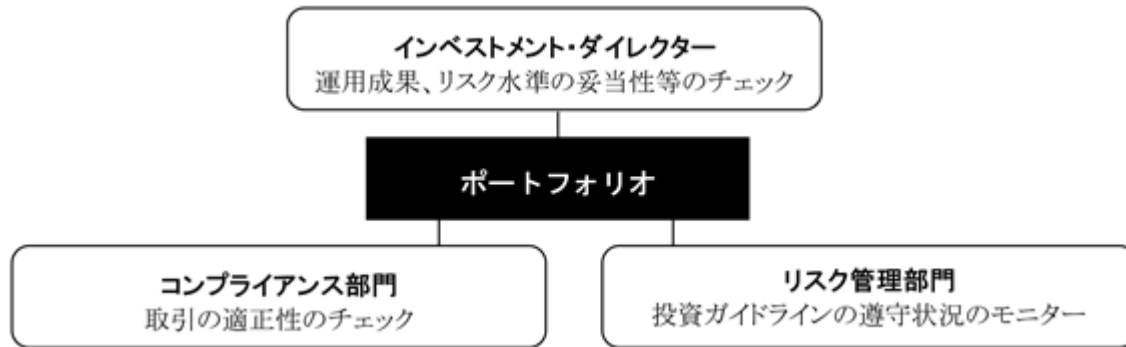 インベストメント・ダイレクター
運用成果、リスク水準の妥当性等のチェック
ポートフォリオ
コンプライアンス部門
取引の適正性のチェック
リスク管理部門
投資ガイドラインの遵守状況のモニター